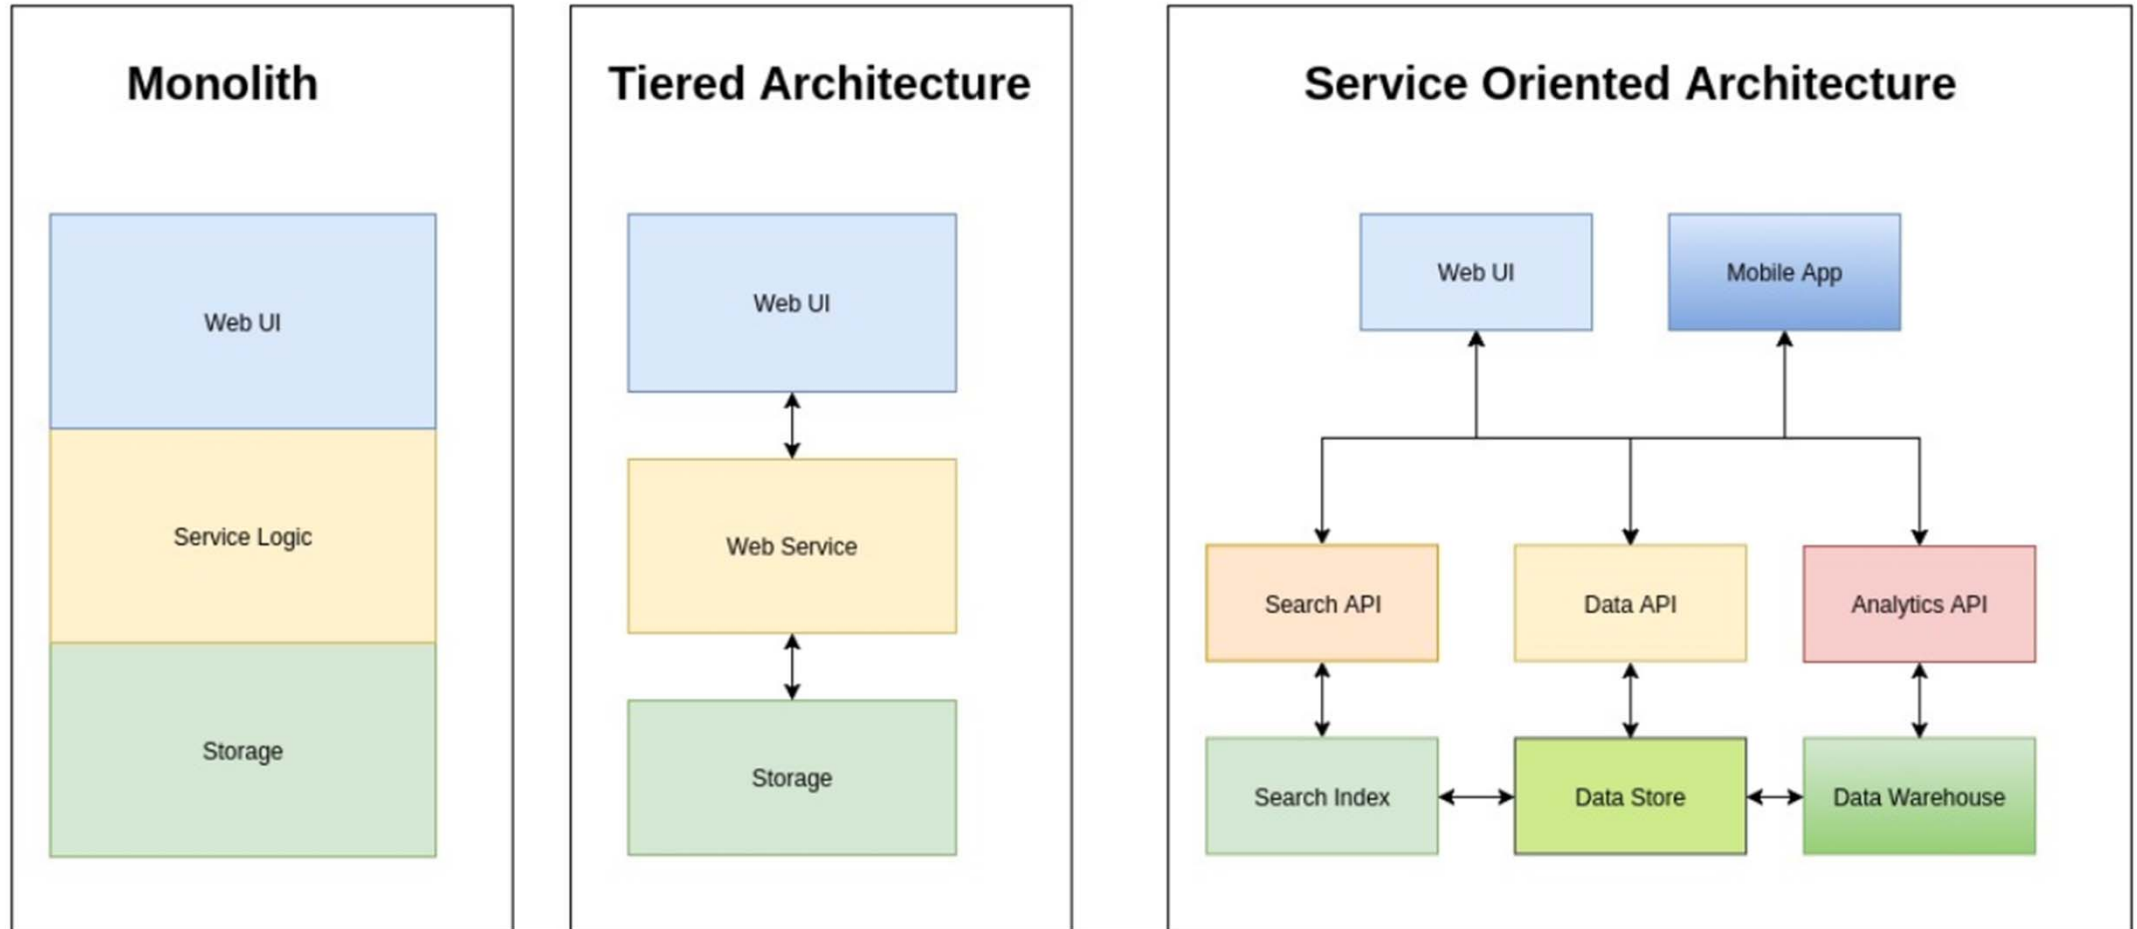 Monolith
Web UI
Service Logic
Storage
Tiered Architecture
Web UI
Web Service
Storage
Service Oriented Architecture
Web UI
Mobile App
Search API
Data API
Analytics API
Search Index
Data Store
Data Warehouse